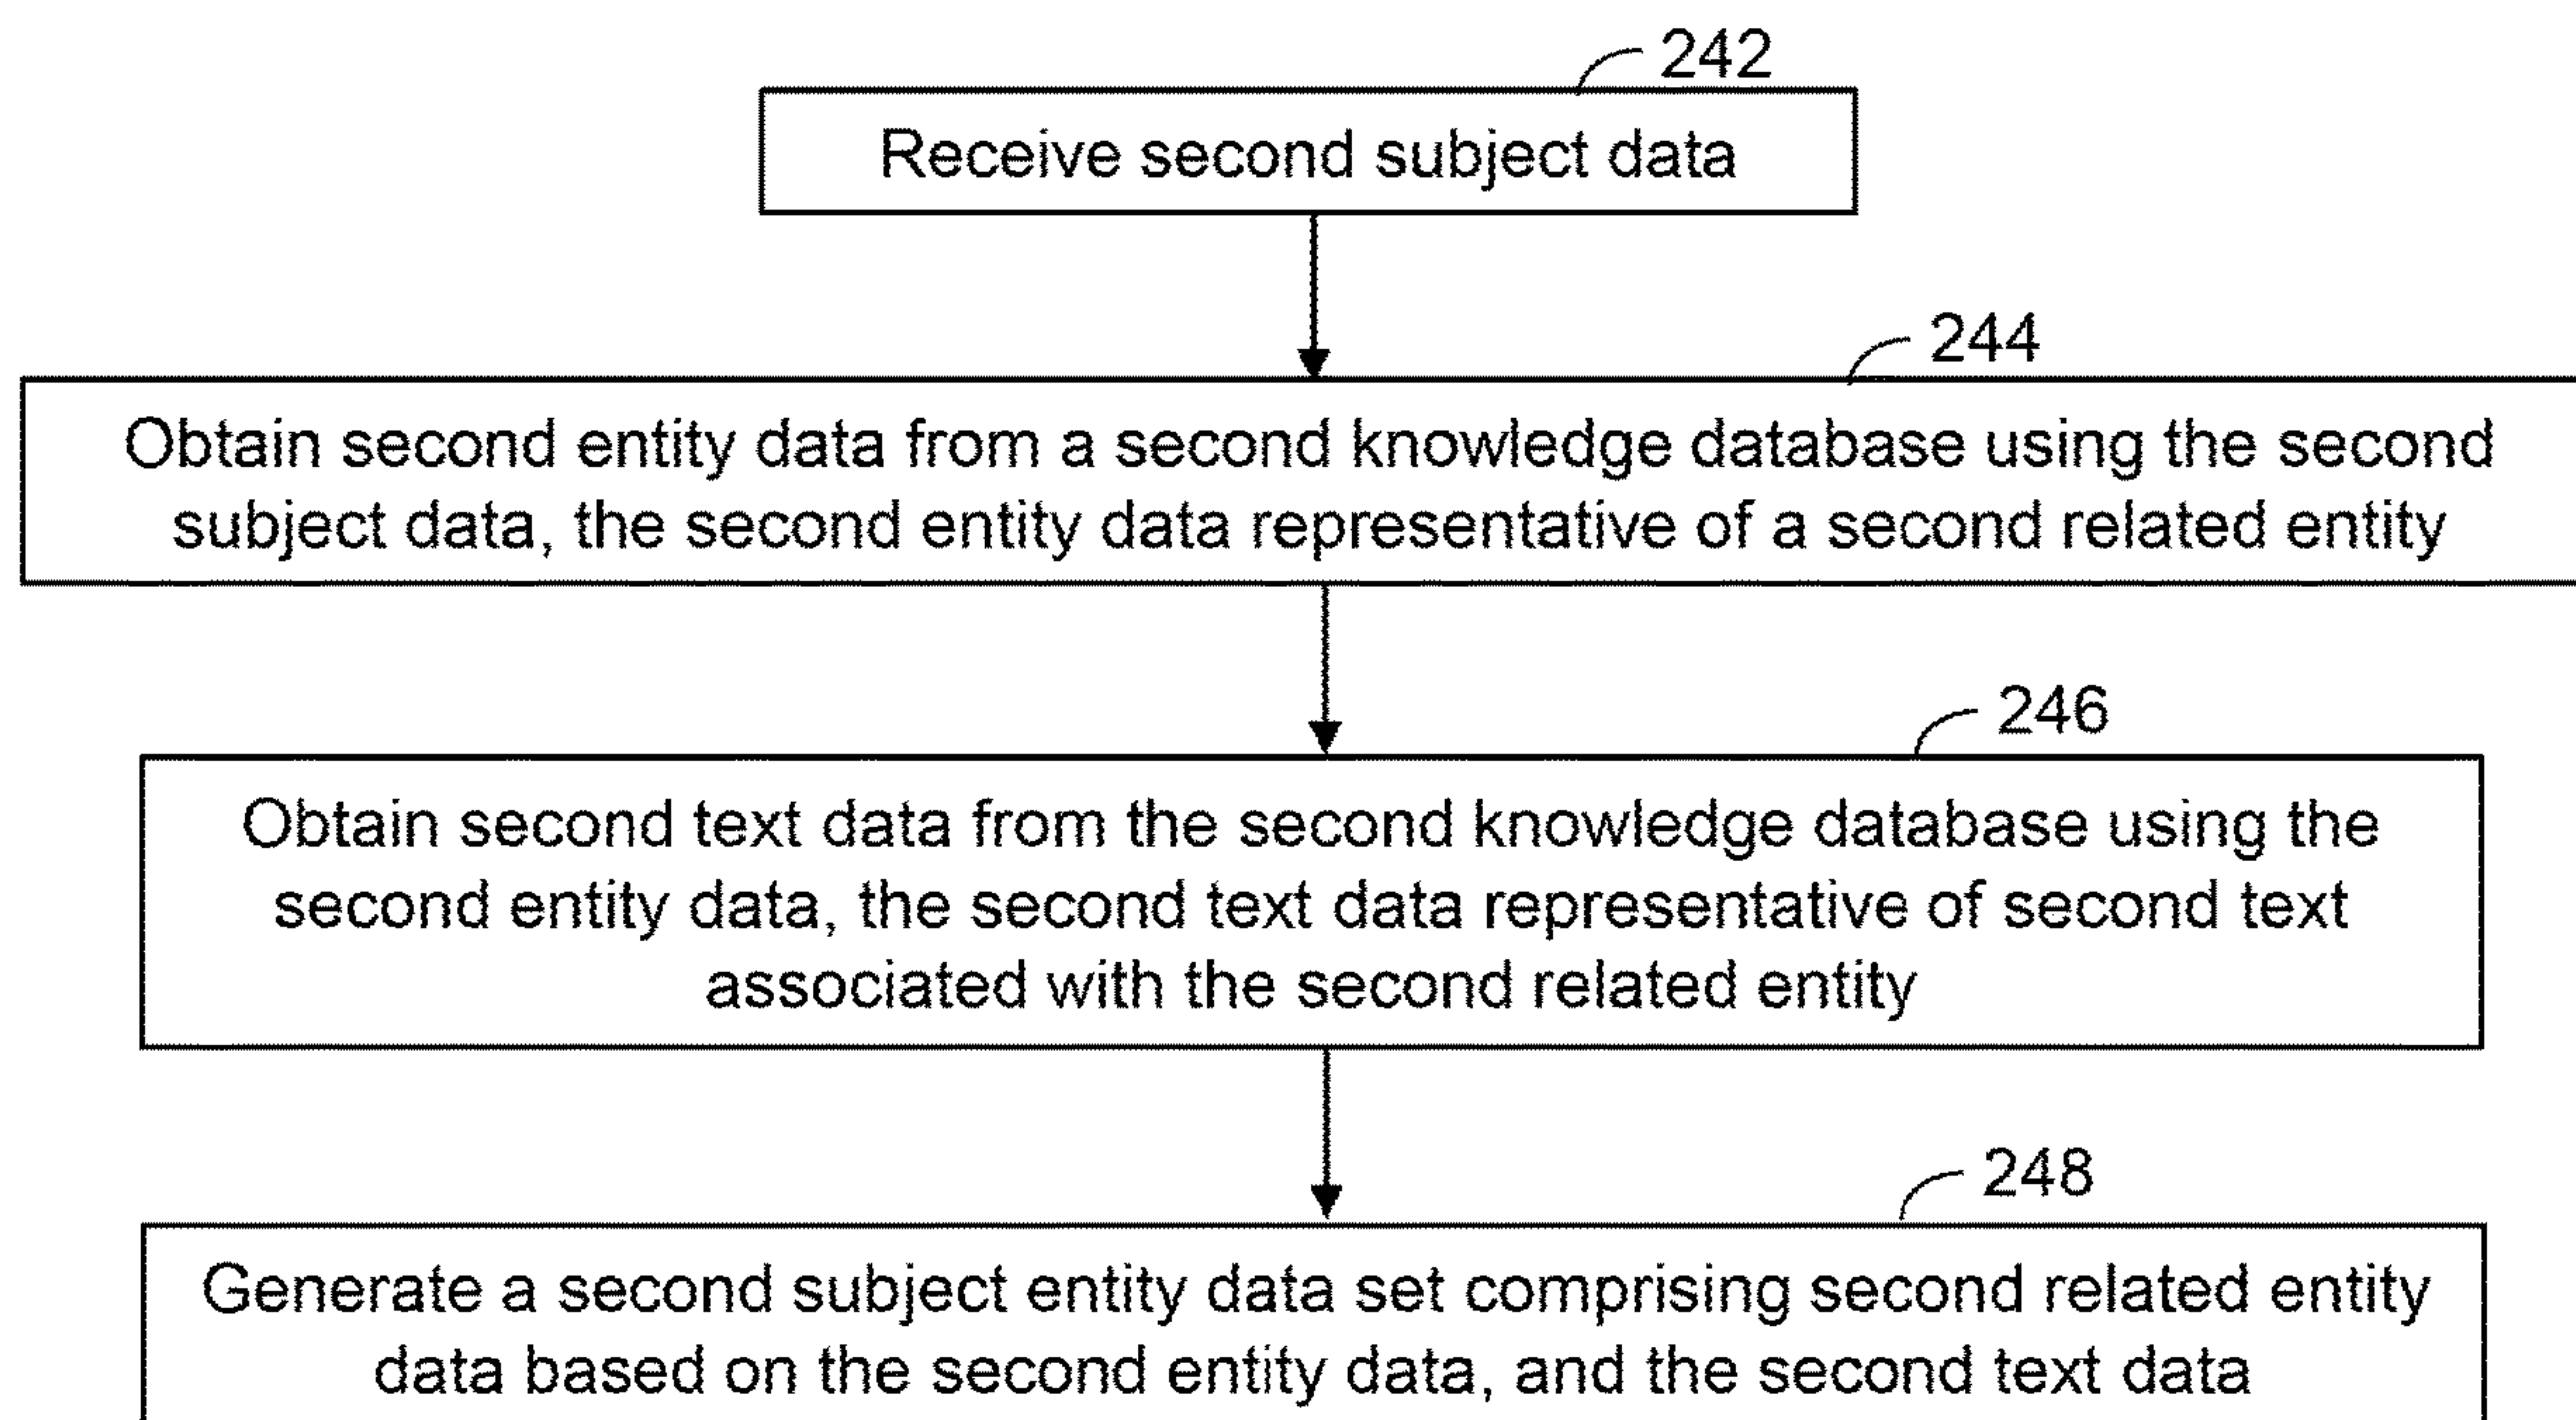 242
Receive second subject data
244
Obtain second entity data from a second knowledge database using the second
subject data, the second entity data representative of a second related entity
246
Obtain second text data from the second knowledge database using the
second entity data, the second text data representative of second text
associated with the second related entity
248
Generate a second subject entity data set comprising second related entity
data based on the second entity data, and the second text data